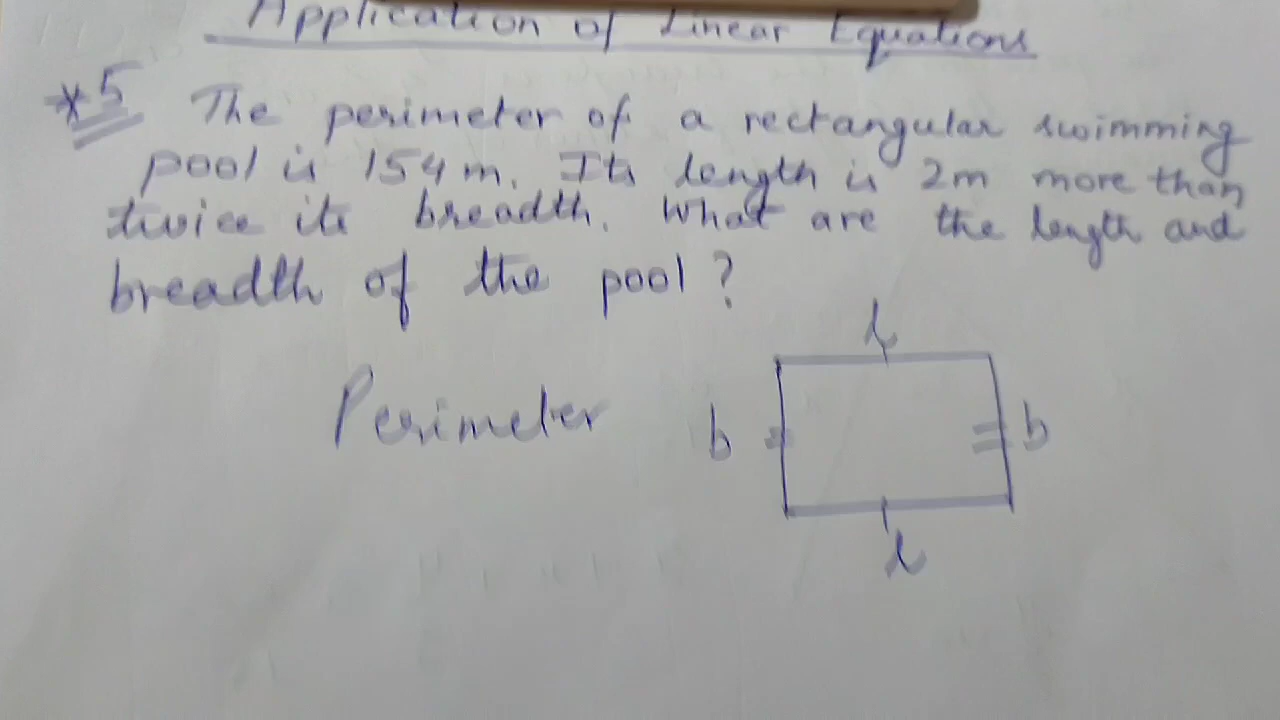 Application of Linear Equations
*5 The perimeter of a rectangular swimming
pool is 154 m. Its length is 2m more than
twice its breadth. What are the length and
breadth of the pool ?
l
Perimeter b b
l